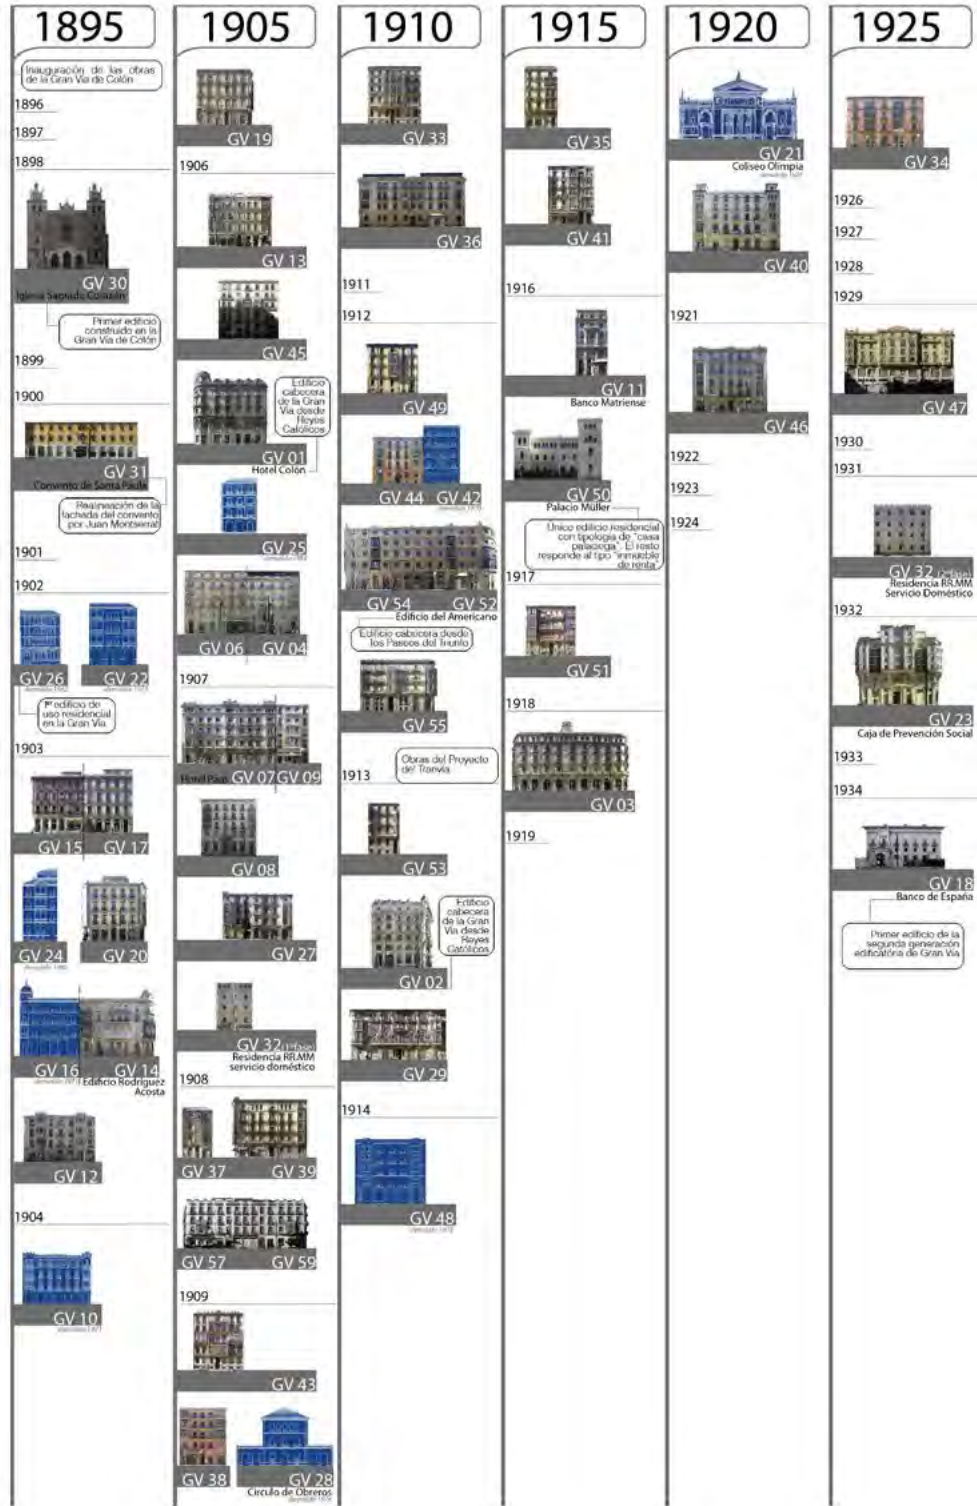 1895
Inauguración de las obras
de la Gran Vía de Colón
1896
1897
1898
GV 30
Iglesia Sagrado Corazón
Primer edificio
construido en la
Gran Vía de Colón
1899
1900
GV 31
Convento de Santa Paula
Realineación de la
fachada del convento
por Juan Montserrat
1901
1902
GV 26
GV 22
1º edificio de
uso residencial
en la Gran Vía
1903
GV 15
GV 17
GV 24
GV 20
GV 16
GV 14
Edificio Rodríguez
Acosta
GV 12
1904
GV 10
1905
GV 19
1906
GV 13
GV 45
Edificio
cabecera
de la Gran
Vía desde
Reyes
Católicos
GV 01
Hotel Colón
GV 25
GV 06
GV 04
1907
Hotel París
GV 07
GV 09
GV 08
GV 27
GV 32 (1ª fase)
Residencia RR.MM
servicio doméstico
1908
GV 37
GV 39
GV 57
GV 59
1909
GV 43
GV 38
GV 28
Círculo de Obreros
1910
GV 33
GV 36
1911
1912
GV 49
GV 44
GV 42
GV 54
GV 52
Edificio del Americano
Edificio cabecera desde
los Paseos del Triunfo
GV 55
1913
Obras del Proyecto
del Tranvía
GV 53
Edificio
cabecera
de la Gran
Vía desde
Reyes
Católicos
GV 02
GV 29
1914
GV 48
1915
GV 35
GV 41
1916
GV 11
Banco Matriense
GV 50
Palacio Müller
Único edificio residencial
con tipología de "casa
palaciega". El resto
responde al tipo "inmueble
de renta"
1917
GV 51
1918
GV 03
1919
1920
GV 21
Coliseo Olimpia
GV 40
1921
GV 46
1922
1923
1924
1925
GV 34
1926
1927
1928
1929
GV 47
1930
1931
GV 32 (2ª fase)
Residencia RR.MM
Servicio Doméstico
1932
GV 23
Caja de Prevención Social
1933
1934
GV 18
Banco de España
Primer edificio de la
segunda generación
edificatoria de Gran Vía